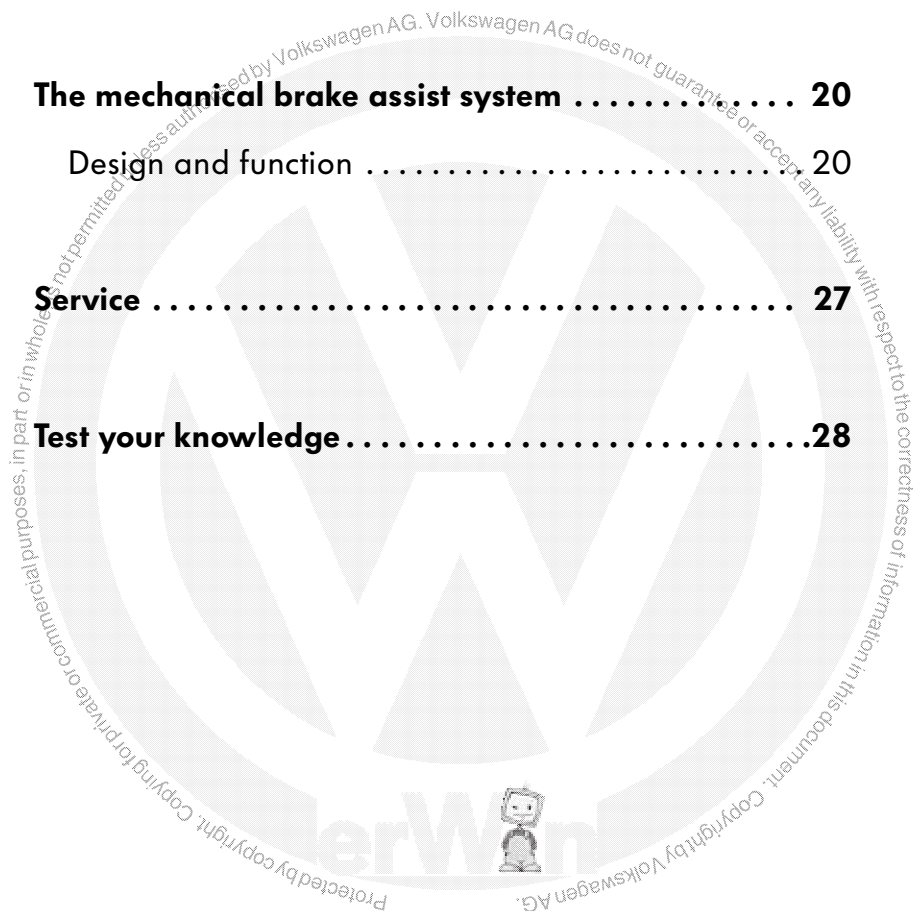 The mechanical brake assist system . . . . . . . . . . . . . 20
Design and function . . . . . . . . . . . . . . . . . . . . . . . . . . 20
Service . . . . . . . . . . . . . . . . . . . . . . . . . . . . . . . . . . . . . 27
Test your knowledge. . . . . . . . . . . . . . . . . . . . . . . . . . .28
Protected by copyright. Copying for private or commercial purposes, in part or in whole, is not permitted unless authorised by Volkswagen AG. Volkswagen AG does not guarantee or accept any liability with respect to the correctness of information in this document. Copyright by Volkswagen AG.
erWin